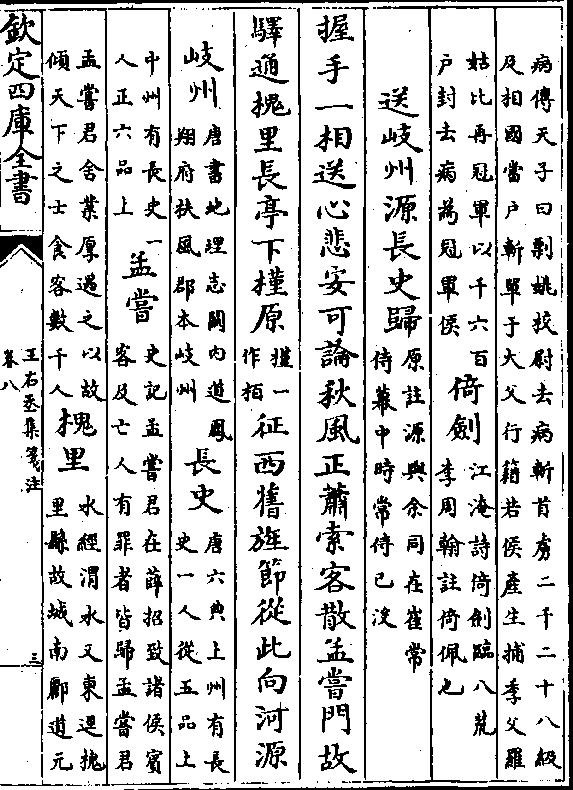 病傳天子曰剽姚校尉去病斬首虜二千二十八級
及相國當户斬單于大父行籍若侯產生捕季父羅
姑比再冠軍以千六百
户封去病為冠軍侯
倚劍
江淹詩倚劍臨八荒
李周翰註倚佩也
送岐州源長史歸
原註源與余同在崔常
侍幕中時常侍已沒
握手一相送心悲安可論秋風正蕭索客散孟嘗門故
驛通槐里長亭下槿原
槿一
作栢
征西舊旌節從此向河源
岐州
唐書地理志關內道鳳
翔府扶風郡本岐州
長史
唐六典上州有長
史一人從五品上
中州有長史一
人正六品上
孟嘗
史記孟嘗君在薛招致諸侯賓
客及亡人有罪者皆歸孟嘗君
孟嘗君舍業厚遇之以故
傾天下之士食客數千人
槐里
水經渭水又東逕槐
里縣故城南酈道元
欽定四庫全書
王右丞集箋注
卷八
三